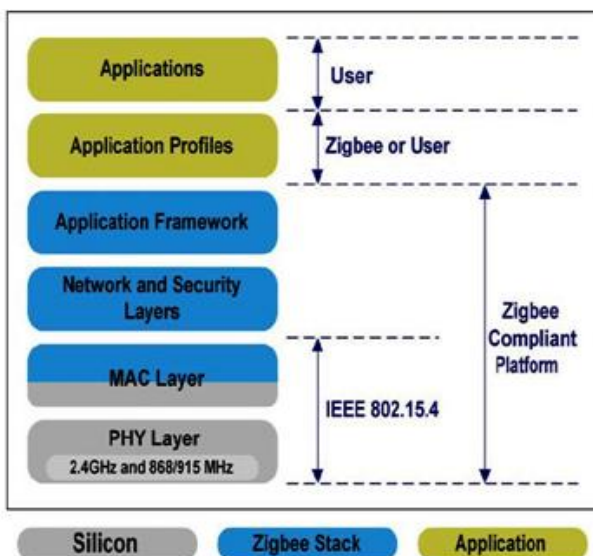 Applications
User
Application Profiles
Zigbee or User
Application Framework
Network and Security
Layers
Zigbee
Compliant
Platform
MAC Layer
IEEE 802.15.4
PHY Layer
2.4GHz and 868/915 MHz
Silicon
Zigbee Stack
Application